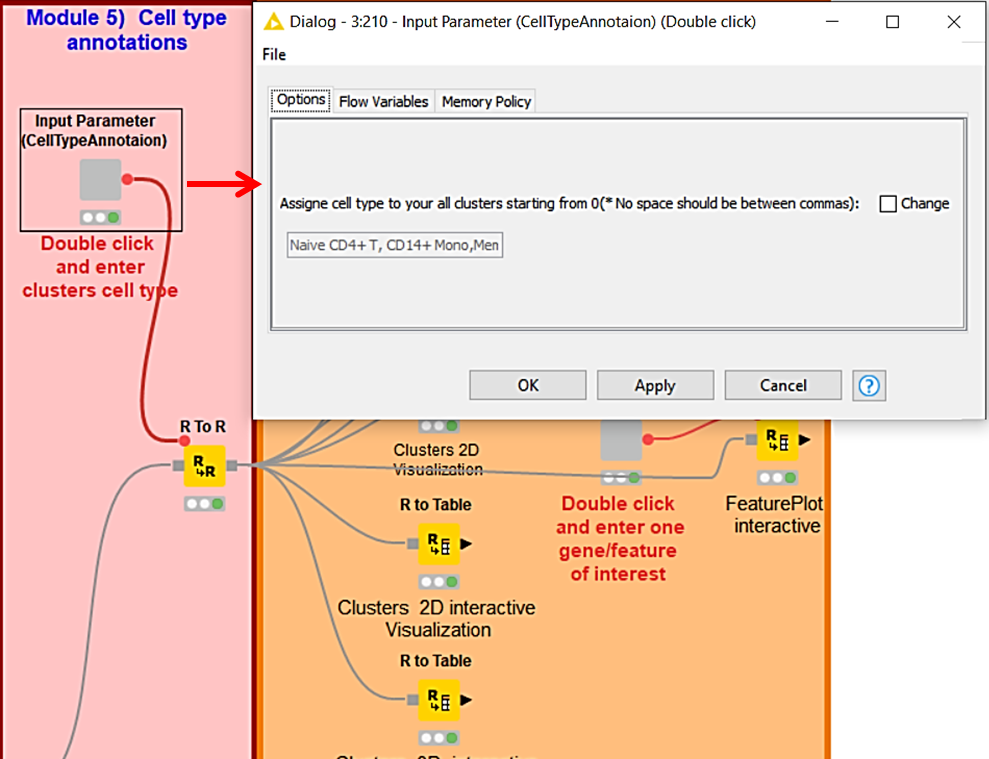 Module 5)  Cell type
annotations
Input Parameter
(CellTypeAnnotaion)
Double click
and enter
clusters cell type
R To R
R
R
Dialog - 3:210 - Input Parameter (CellTypeAnnotaion) (Double click)
File
Options
Flow Variables
Memory Policy
Assigne cell type to your all clusters starting from 0(* No space should be between commas):
Change
Naive CD4+ T, CD14+ Mono,Men
OK
Apply
Cancel
?
Clusters 2D
Visualization
R to Table
R
Clusters  2D interactive
Visualization
R to Table
R
Double click
and enter one
gene/feature
of interest
R
FeaturePlot
interactive